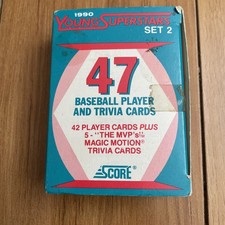 1990
YOUNG SUPERSTARS
SET 2
47
BASEBALL PLAYER
AND TRIVIA CARDS
42 PLAYER CARDS PLUS
5 - "THE MVP's"
MAGIC MOTION®
TRIVIA CARDS
SCORE®